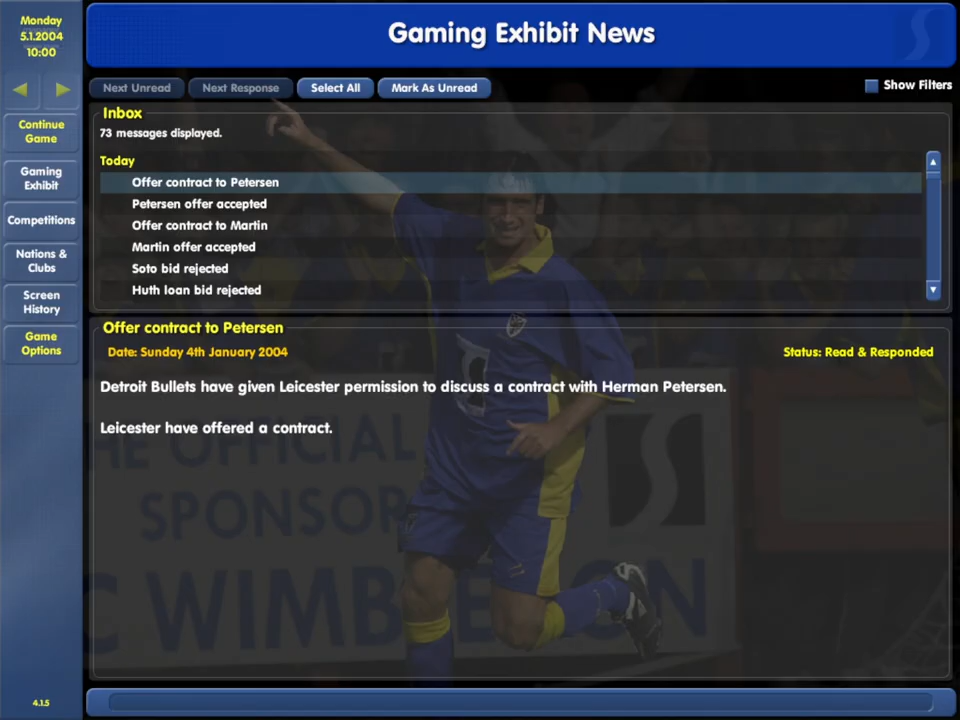 Monday
5.1.2004
10:00
Gaming Exhibit News
Next Unread
Next Response
Select All
Mark As Unread
Show Filters
Continue
Game
Gaming
Exhibit
Competitions
Nations &
Clubs
Screen
History
Game
Options
4.1.5
Inbox
73 messages displayed.
Today
Offer contract to Petersen
Petersen offer accepted
Offer contract to Martin
Martin offer accepted
Soto bid rejected
Huth loan bid rejected
Offer contract to Petersen
Date: Sunday 4th January 2004
Status: Read & Responded
Detroit Bullets have given Leicester permission to discuss a contract with Herman Petersen.
Leicester have offered a contract.
HE OFFICIAL
SPONSOR
C WIMB
N